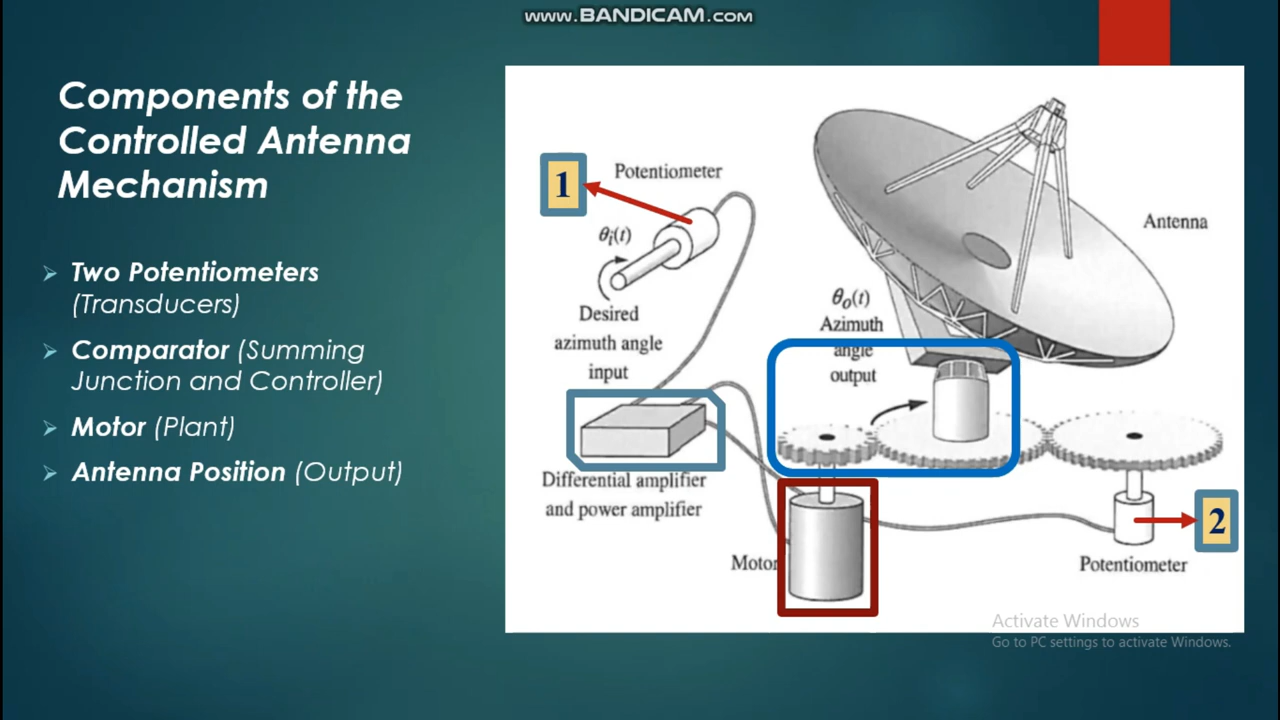 www.BANDICAM.com
Components of the
Controlled Antenna
Mechanism
➢ Two Potentiometers
(Transducers)
➢ Comparator (Summing
Junction and Controller)
➢ Motor (Plant)
➢ Antenna Position (Output)
1
Potentiometer
θi(t)
Desired
azimuth angle
input
Antenna
θo(t)
Azimuth
angle
output
Differential amplifier
and power amplifier
Motor
2
Potentiometer
Activate Windows
Go to PC settings to activate Windows.